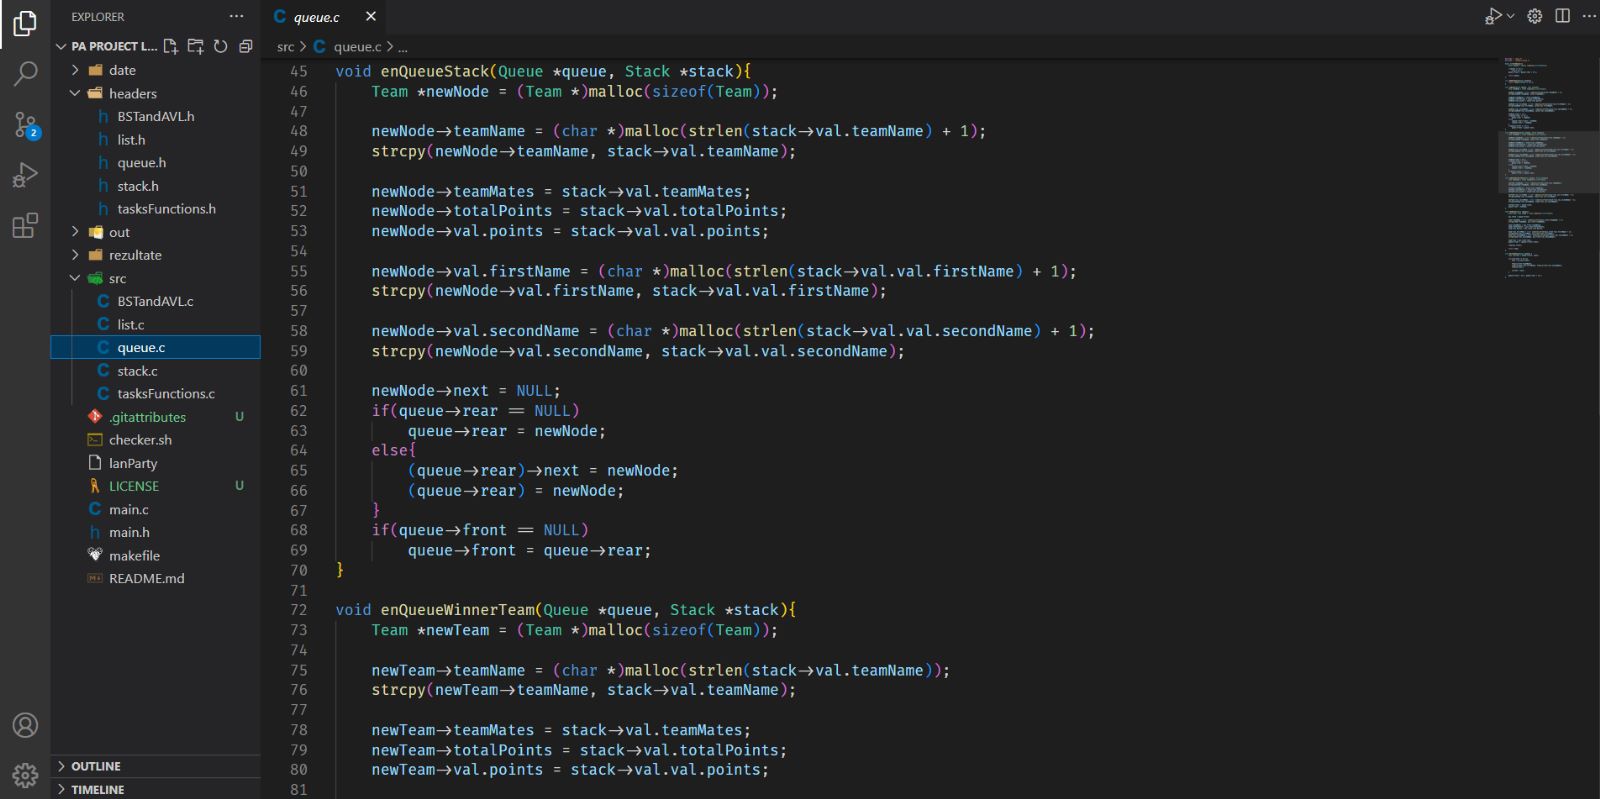 EXPLORER
PA PROJECT L...
date
headers
BSTandAVL.h
list.h
queue.h
stack.h
tasksFunctions.h
out
rezultate
src
BSTandAVL.c
list.c
queue.c
stack.c
tasksFunctions.c
.gitattributes U
checker.sh
lanParty
LICENSE U
main.c
main.h
makefile
README.md
OUTLINE
TIMELINE
2
queue.c
src > queue.c > ...
45 void enQueueStack(Queue *queue, Stack *stack){
46 Team *newNode = (Team *)malloc(sizeof(Team));
47
48 newNode->teamName = (char *)malloc(strlen(stack->val.teamName) + 1);
49 strcpy(newNode->teamName, stack->val.teamName);
50
51 newNode->teamMates = stack->val.teamMates;
52 newNode->totalPoints = stack->val.totalPoints;
53 newNode->val.points = stack->val.val.points;
54
55 newNode->val.firstName = (char *)malloc(strlen(stack->val.val.firstName) + 1);
56 strcpy(newNode->val.firstName, stack->val.val.firstName);
57
58 newNode->val.secondName = (char *)malloc(strlen(stack->val.val.secondName) + 1);
59 strcpy(newNode->val.secondName, stack->val.val.secondName);
60
61 newNode->next = NULL;
62 if(queue->rear == NULL)
63 queue->rear = newNode;
64 else{
65 (queue->rear)->next = newNode;
66 (queue->rear) = newNode;
67 }
68 if(queue->front == NULL)
69 queue->front = queue->rear;
70 }
71
72 void enQueueWinnerTeam(Queue *queue, Stack *stack){
73 Team *newTeam = (Team *)malloc(sizeof(Team));
74
75 newTeam->teamName = (char *)malloc(strlen(stack->val.teamName));
76 strcpy(newTeam->teamName, stack->val.teamName);
77
78 newTeam->teamMates = stack->val.teamMates;
79 newTeam->totalPoints = stack->val.totalPoints;
80 newTeam->val.points = stack->val.val.points;
81